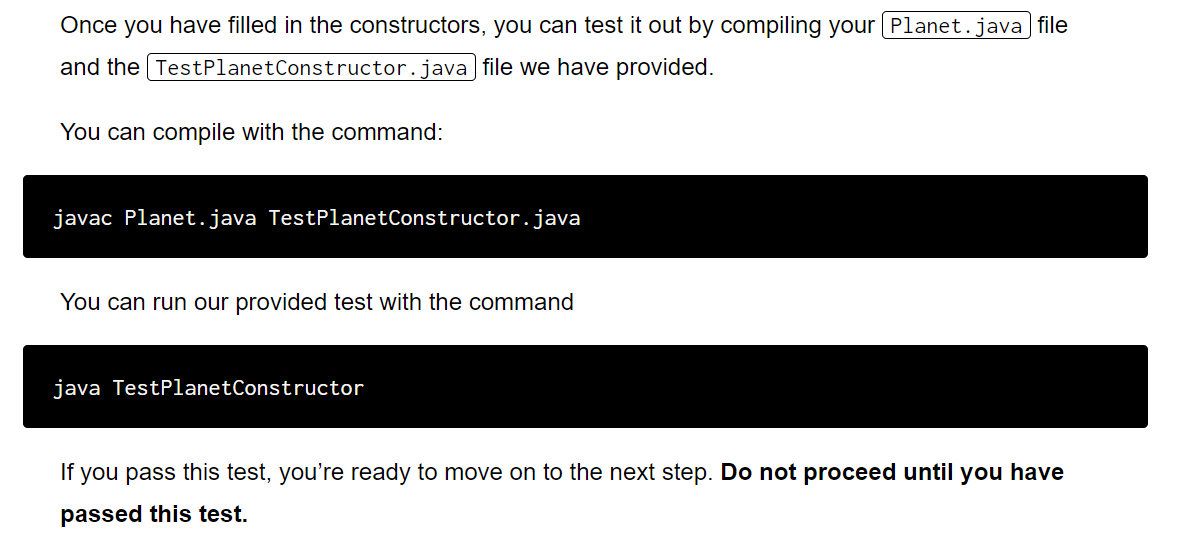 Once you have filled in the constructors, you can test it out by compiling your Planet.java file
and the TestPlanetConstructor.java file we have provided.
You can compile with the command:
javac Planet.java TestPlanetConstructor.java
You can run our provided test with the command
java TestPlanetConstructor
If you pass this test, you’re ready to move on to the next step. Do not proceed until you have
passed this test.